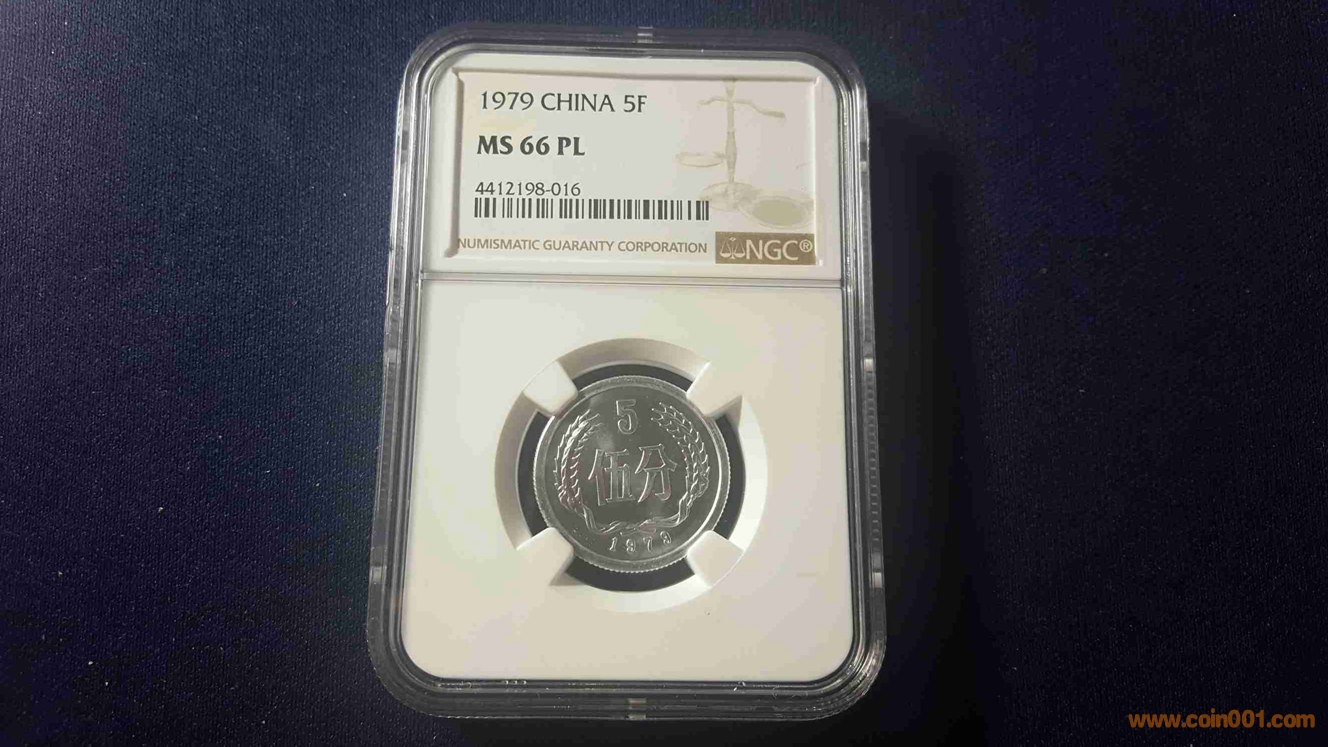 1979 CHINA 5F
MS 66 PL
4412198-016
NUMISMATIC GUARANTY CORPORATION NGC®
5
伍分
1979
www.coin001.com